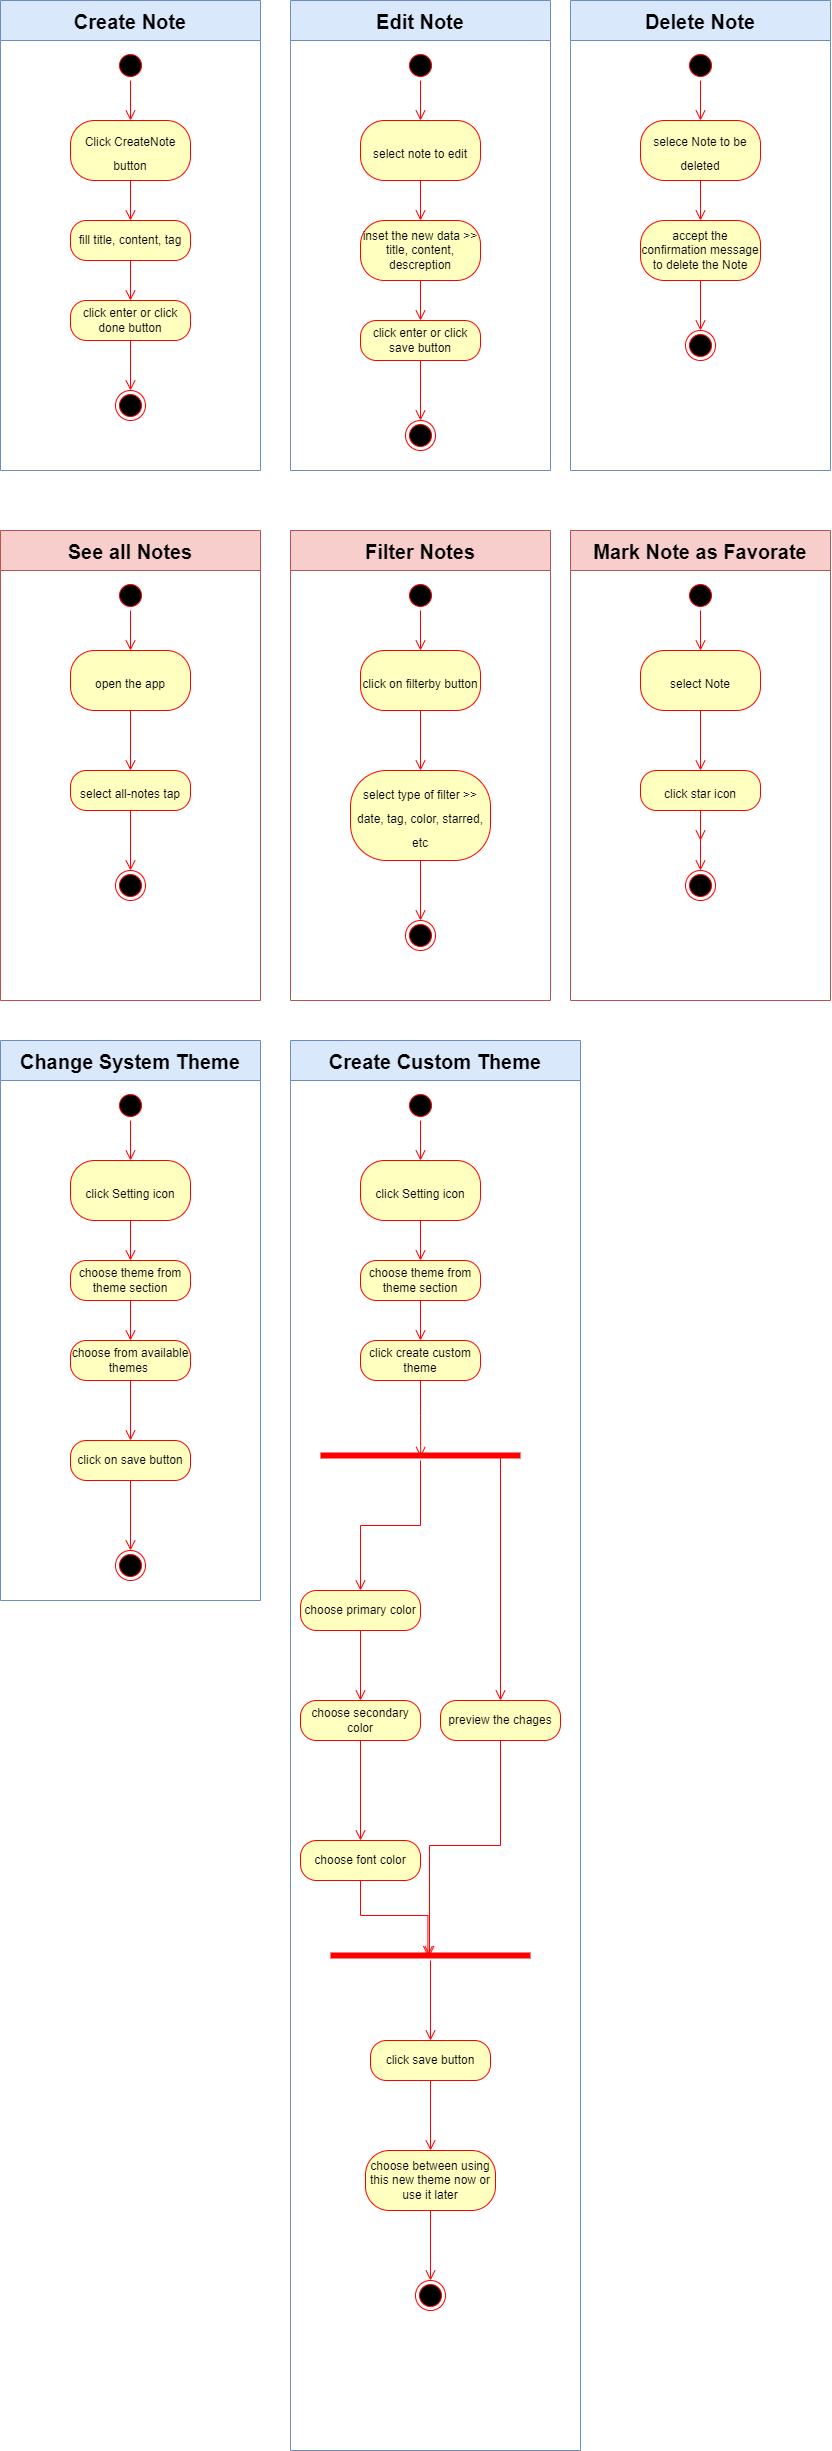 Create Note
Click CreateNote
button
fill title, content, tag
click enter or click
done button
Edit Note
select note to edit
inset the new data >>
title, content,
descreption
click enter or click
save button
Delete Note
selece Note to be
deleted
accept the
confirmation message
to delete the Note
See all Notes
open the app
select all-notes tap
Filter Notes
click on filterby button
select type of filter >>
date, tag, color, starred,
etc
Mark Note as Favorate
select Note
click star icon
Change System Theme
click Setting icon
choose theme from
theme section
choose from available
themes
click on save button
Create Custom Theme
click Setting icon
choose theme from
theme section
click create custom
theme
choose primary color
choose secondary
color
preview the chages
choose font color
click save button
choose between using
this new theme now or
use it later